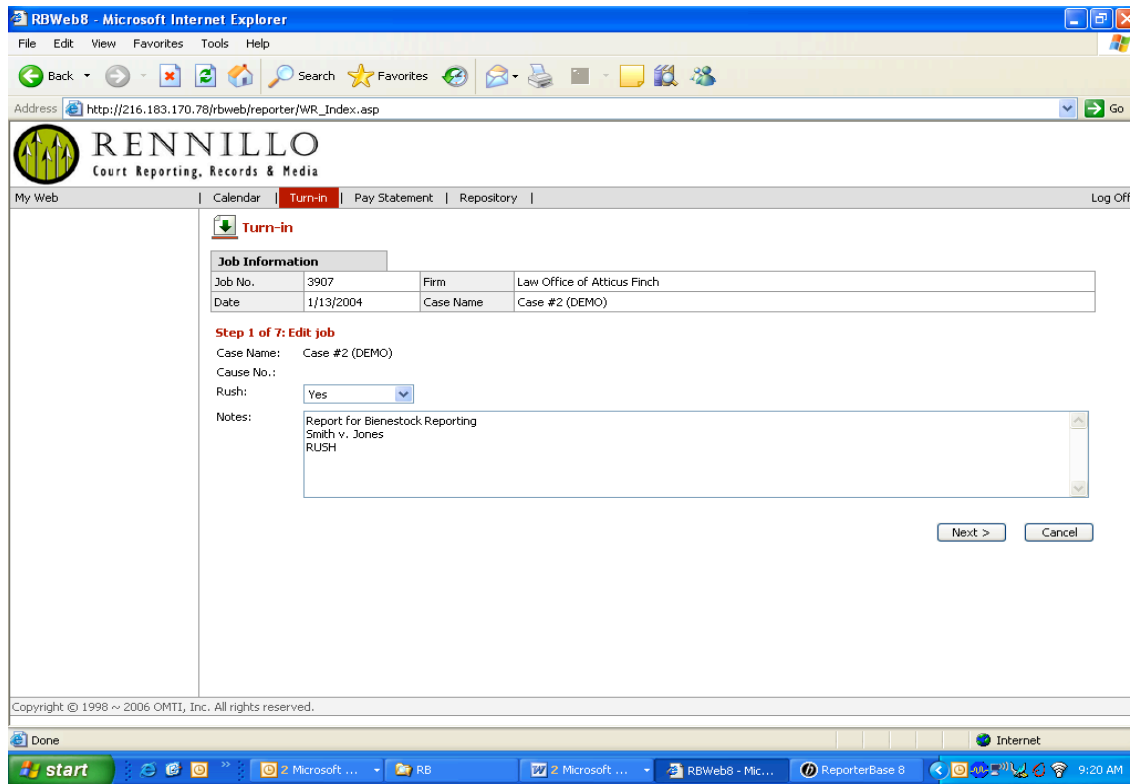 RBWeb8 - Microsoft Internet Explorer
File Edit View Favorites Tools Help
Back Search Favorites
Address http://216.183.170.78/rbweb/reporter/WR_Index.asp Go
RENNILLO
Court Reporting, Records & Media
My Web | Calendar | Turn-in | Pay Statement | Repository | Log Off
Turn-in
Job Information
Job No. 3907 Firm Law Office of Atticus Finch
Date 1/13/2004 Case Name Case #2 (DEMO)
Step 1 of 7: Edit job
Case Name: Case #2 (DEMO)
Cause No.:
Rush: Yes
Notes: Report for Bienestock Reporting
Smith v. Jones
RUSH
Next > Cancel
Copyright © 1998 ~ 2006 OMTI, Inc. All rights reserved.
Done Internet
start 2 Microsoft ... RB 2 Microsoft ... RBWeb8 - Mic... ReporterBase 8 9:20 AM